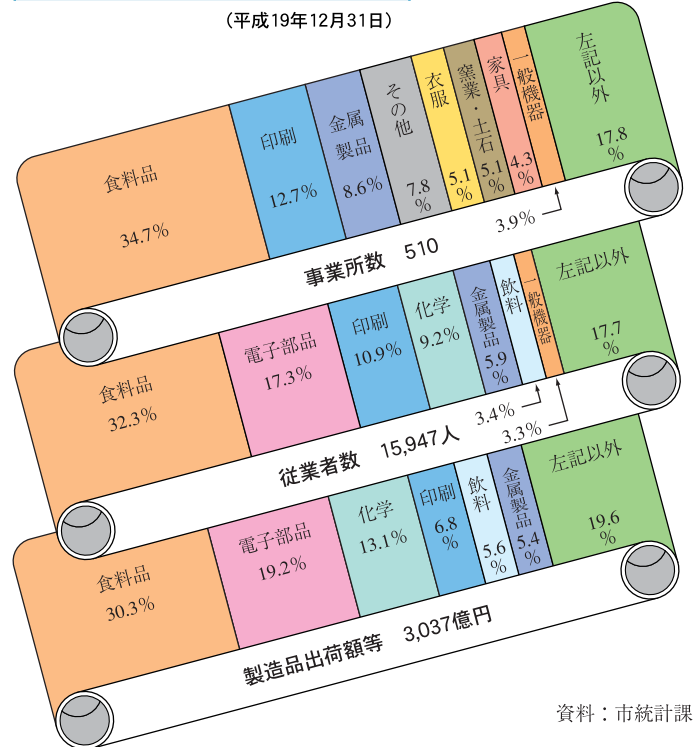 (平成19年12月31日)
食料品
34.7%
印刷
12.7%
金属
製品
8.6%
その他
7.8
%
衣服
5.1
%
窯業・土石
5.1
%
家具
4.3
%
一般機器
3.9%
左記以外
17.8
%
事業所数 510
食料品
32.3%
電子部品
17.3%
印刷
10.9%
化学
9.2%
金属製品
5.9
%
飲料
3.4%
一般機器
3.3%
左記以外
17.7
%
従業者数 15,947人
食料品
30.3%
電子部品
19.2%
化学
13.1%
印刷
6.8
%
飲料
5.6
%
金属製品
5.4
%
左記以外
19.6
%
製造品出荷額等 3,037億円
資料：市統計課